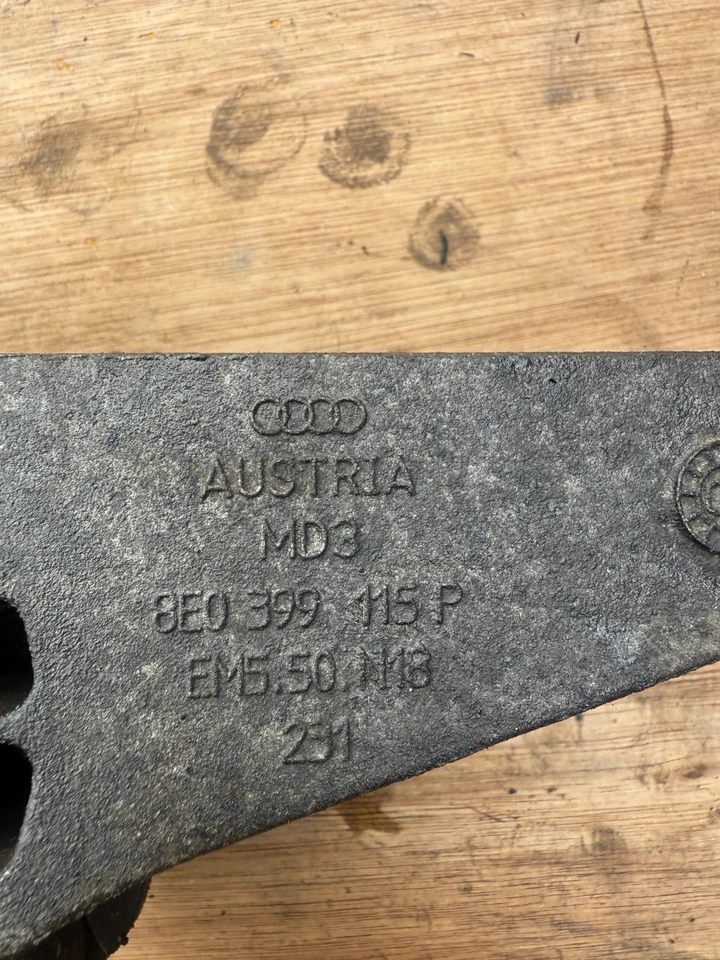 AUSTRIA
MD3
8E0 399 115 P
EM5.50.N18
231